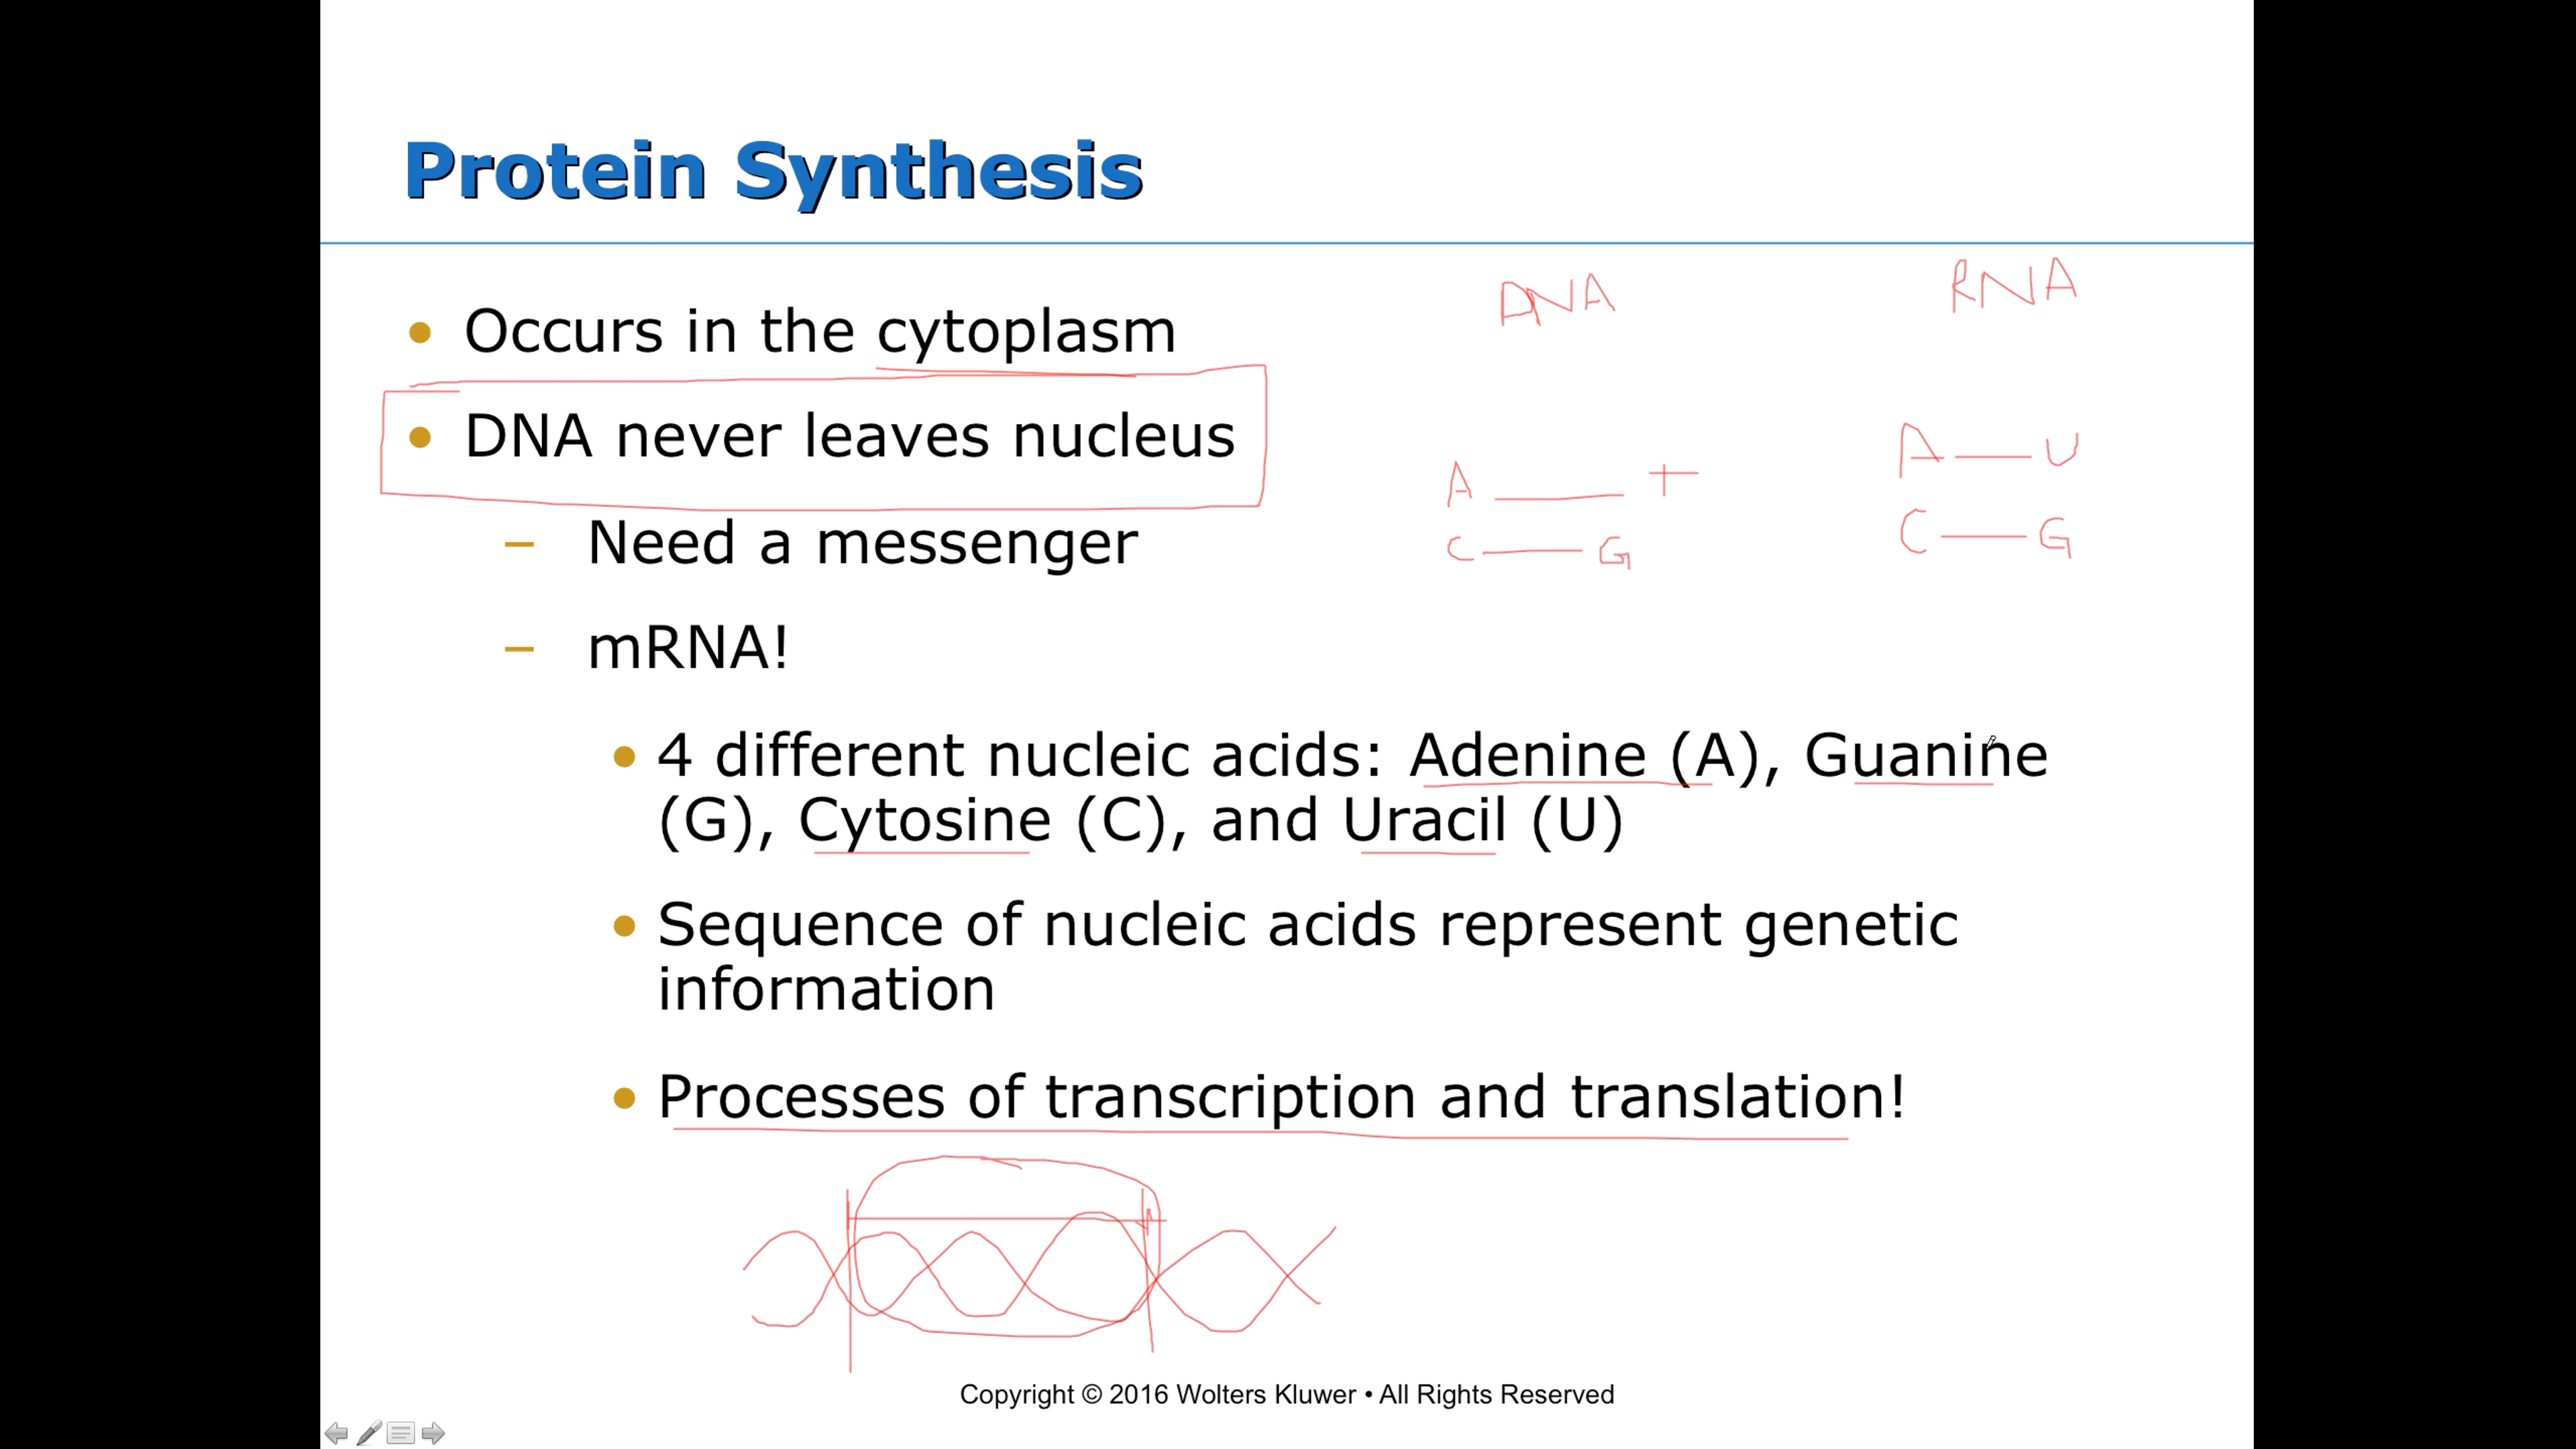 Protein Synthesis
DNA
RNA
• Occurs in the cytoplasm
• DNA never leaves nucleus
A — U
A — T
C — G
C — G
– Need a messenger
– mRNA!
• 4 different nucleic acids: Adenine (A), Guanine
(G), Cytosine (C), and Uracil (U)
• Sequence of nucleic acids represent genetic
information
• Processes of transcription and translation!
Copyright © 2016 Wolters Kluwer • All Rights Reserved